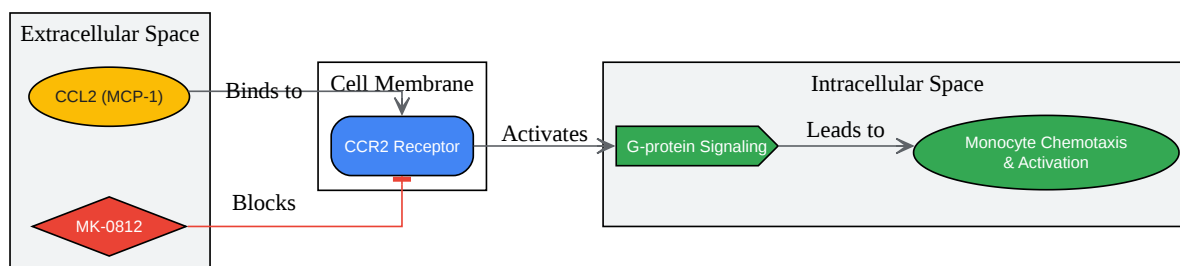 Extracellular Space
CCL2 (MCP-1)
MK-0812
Binds to
Blocks
Cell Membrane
CCR2 Receptor
Activates
Intracellular Space
G-protein Signaling
Leads to
Monocyte Chemotaxis
& Activation